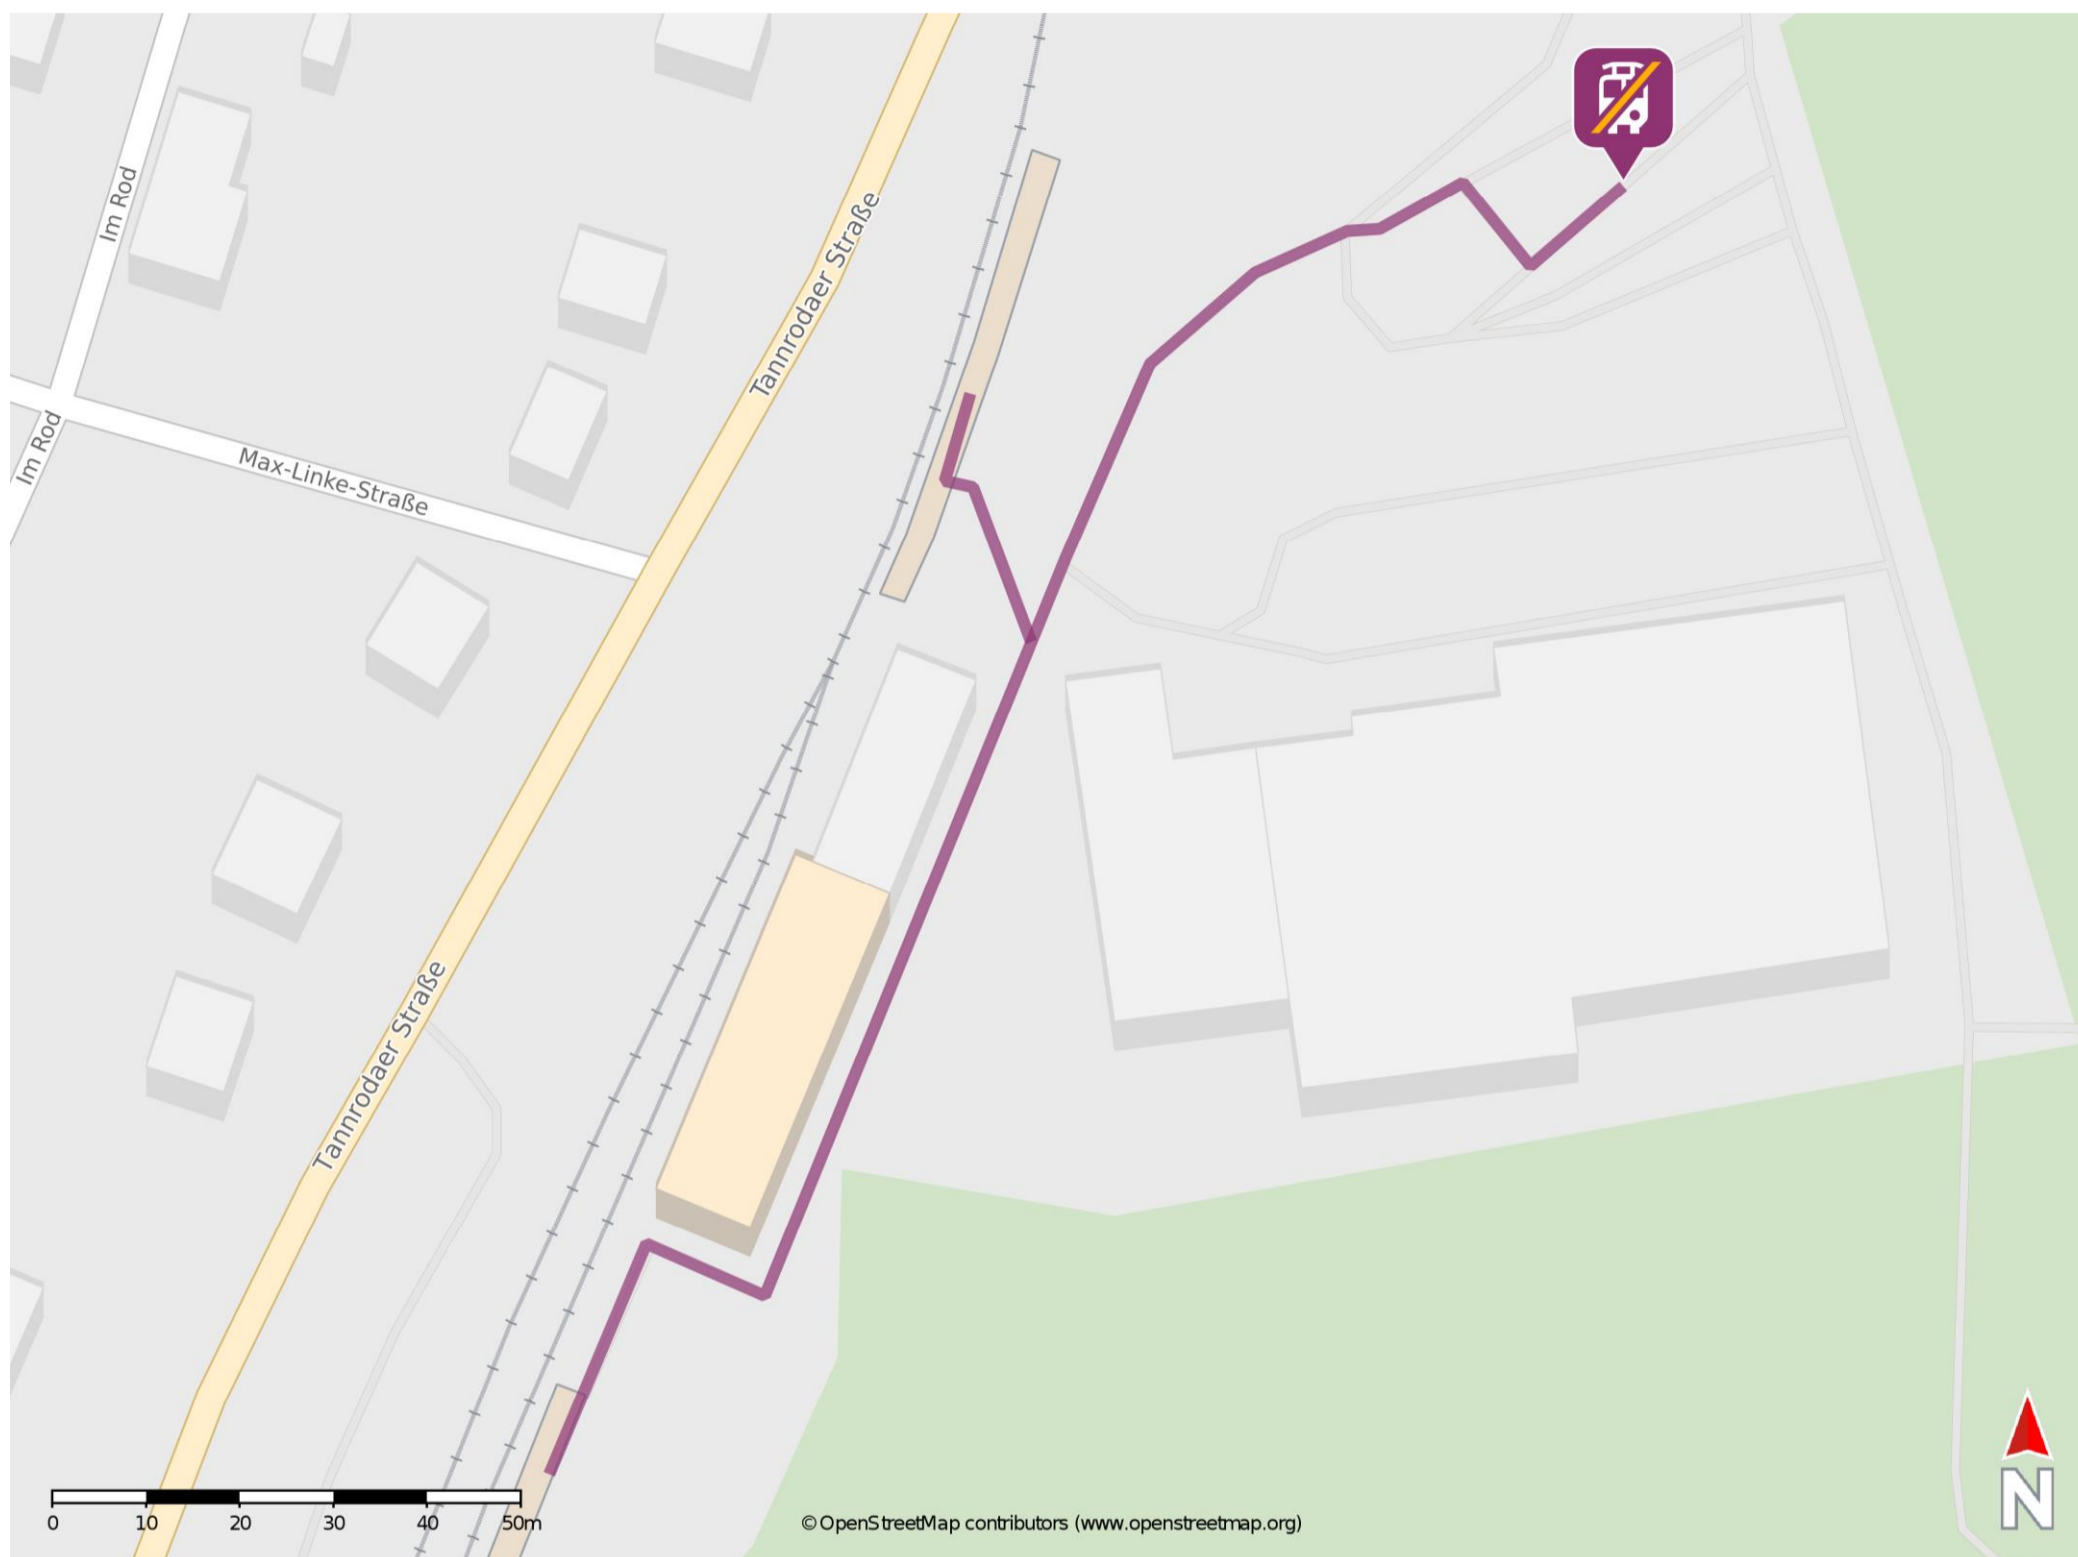 Im Rod
Tannrodaer Straße
Im Rod
Max-Linke-Straße
Tannrodaer Straße
0 10 20 30 40 50m
© OpenStreetMap contributors (www.openstreetmap.org)
N